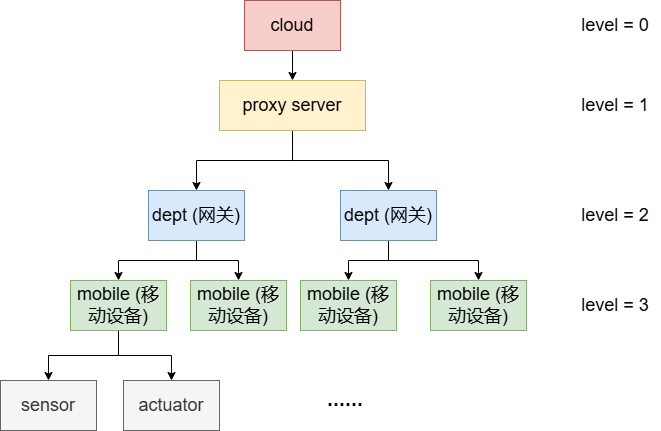 cloud
level = 0
proxy server
level = 1
dept (网关)
dept (网关)
level = 2
mobile (移
动设备)
mobile (移
动设备)
mobile (移
动设备)
mobile (移
动设备)
level = 3
sensor
actuator
……